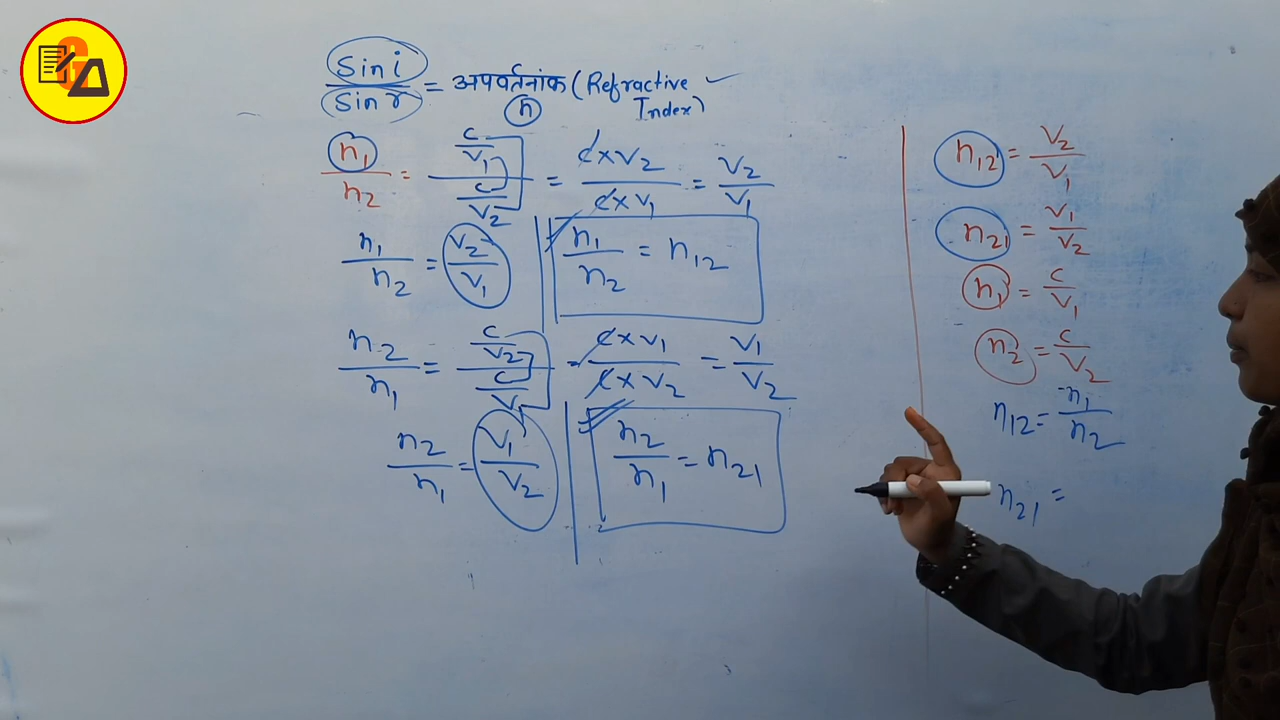 Sin i / Sin r = अपवर्तनांक (Refractive Index) ✓
(n)
n₁/n₂ = (c/v₁)/(c/v₂) = (c×v₂)/(c×v₁) = v₂/v₁
n₁/n₂ = v₂/v₁
n₁/n₂ = n₁₂
n₂/n₁ = (c/v₂)/(c/v₁) = (c×v₁)/(c×v₂) = v₁/v₂
n₂/n₁ = v₁/v₂
n₂/n₁ = n₂₁
n₁₂ = v₂/v₁
n₂₁ = v₁/v₂
n₁ = c/v₁
n₂ = c/v₂
n₁₂ = n₁/n₂
n₂₁ =